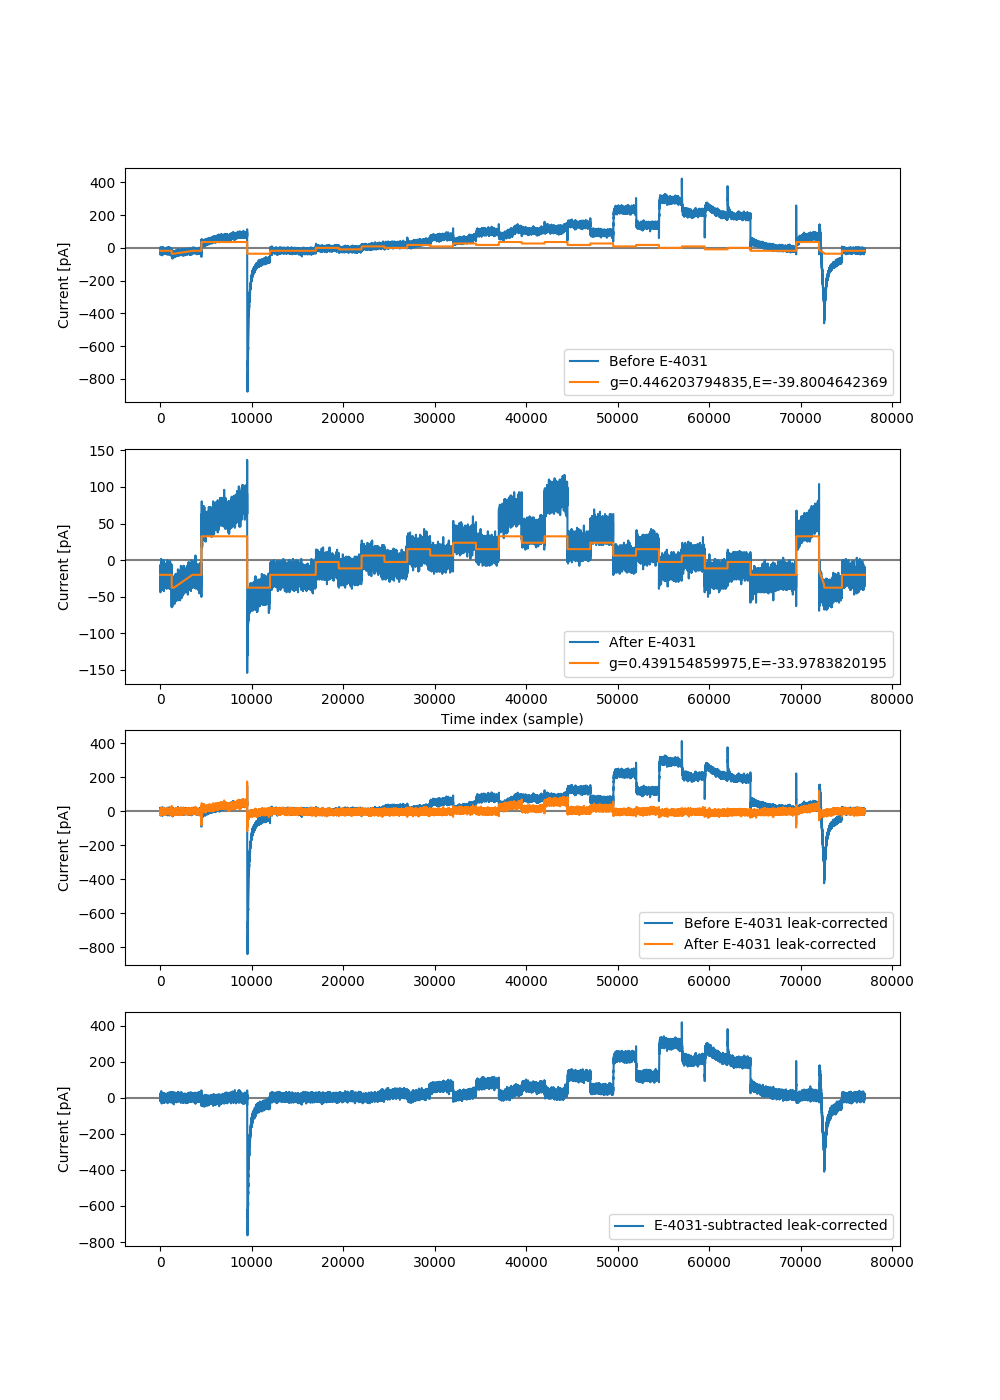 400
200
0
−200
−400
−600
−800
Current [pA]
Before E-4031
g=0.446203794835,E=-39.8004642369
0 10000 20000 30000 40000 50000 60000 70000 80000
150
100
50
0
−50
−100
−150
Current [pA]
After E-4031
g=0.439154859975,E=-33.9783820195
0 10000 20000 30000 40000 50000 60000 70000 80000
Time index (sample)
400
200
0
−200
−400
−600
−800
Current [pA]
Before E-4031 leak-corrected
After E-4031 leak-corrected
0 10000 20000 30000 40000 50000 60000 70000 80000
400
200
0
−200
−400
−600
−800
Current [pA]
E-4031-subtracted leak-corrected
0 10000 20000 30000 40000 50000 60000 70000 80000